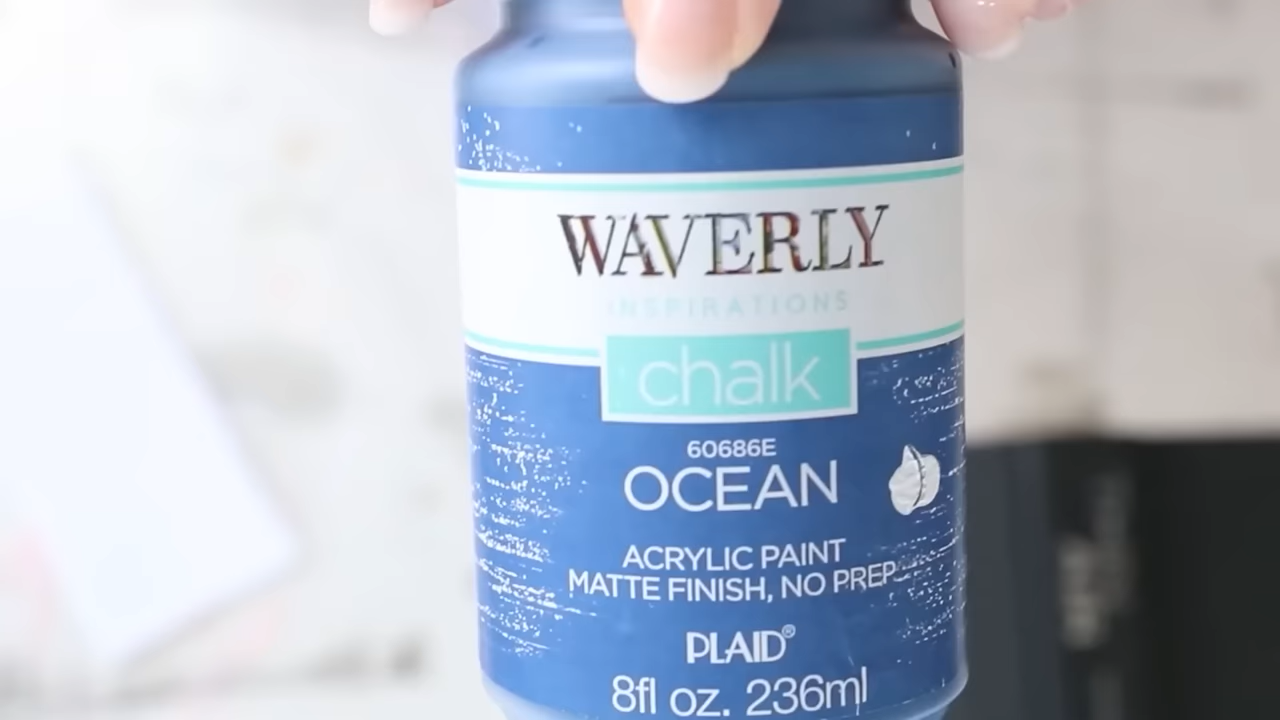 WAVERLY
INSPIRATIONS
chalk
60686E
OCEAN
ACRYLIC PAINT
MATTE FINISH, NO PREP
PLAID®
8fl oz. 236ml